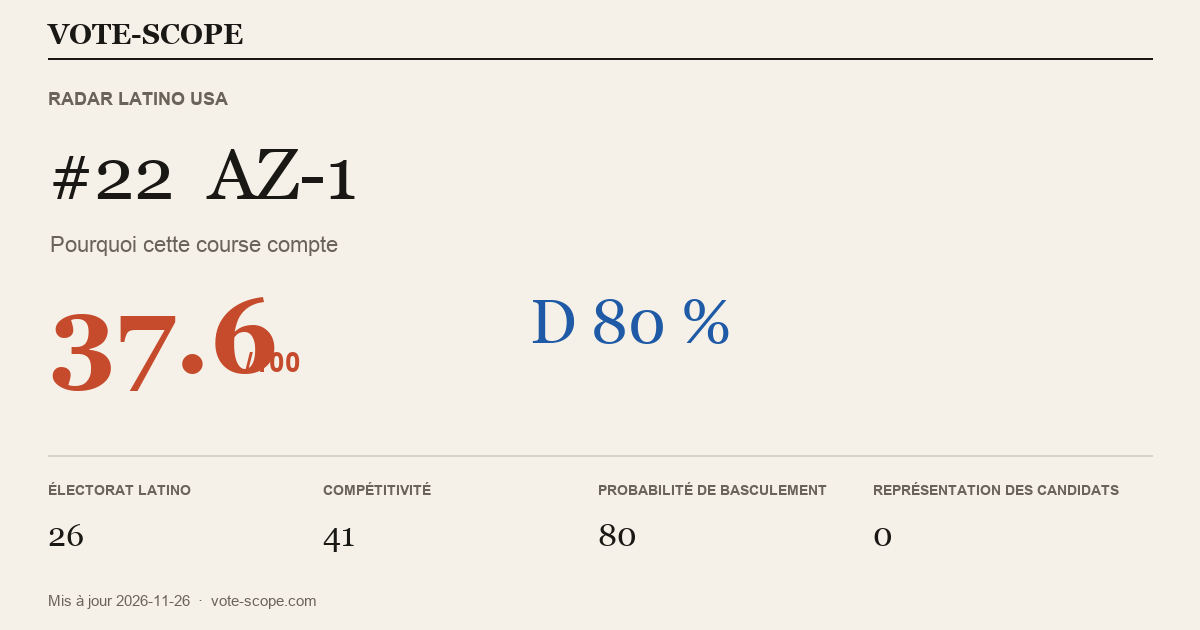 VOTE-SCOPE
RADAR LATINO USA
#22 AZ-1
Pourquoi cette course compte
37.6 /100
D 80 %
ÉLECTORAT LATINO
COMPÉTITIVITÉ
PROBABILITÉ DE BASCULEMENT
REPRÉSENTATION DES CANDIDATS
26
41
80
0
Mis à jour 2026-11-26 · vote-scope.com